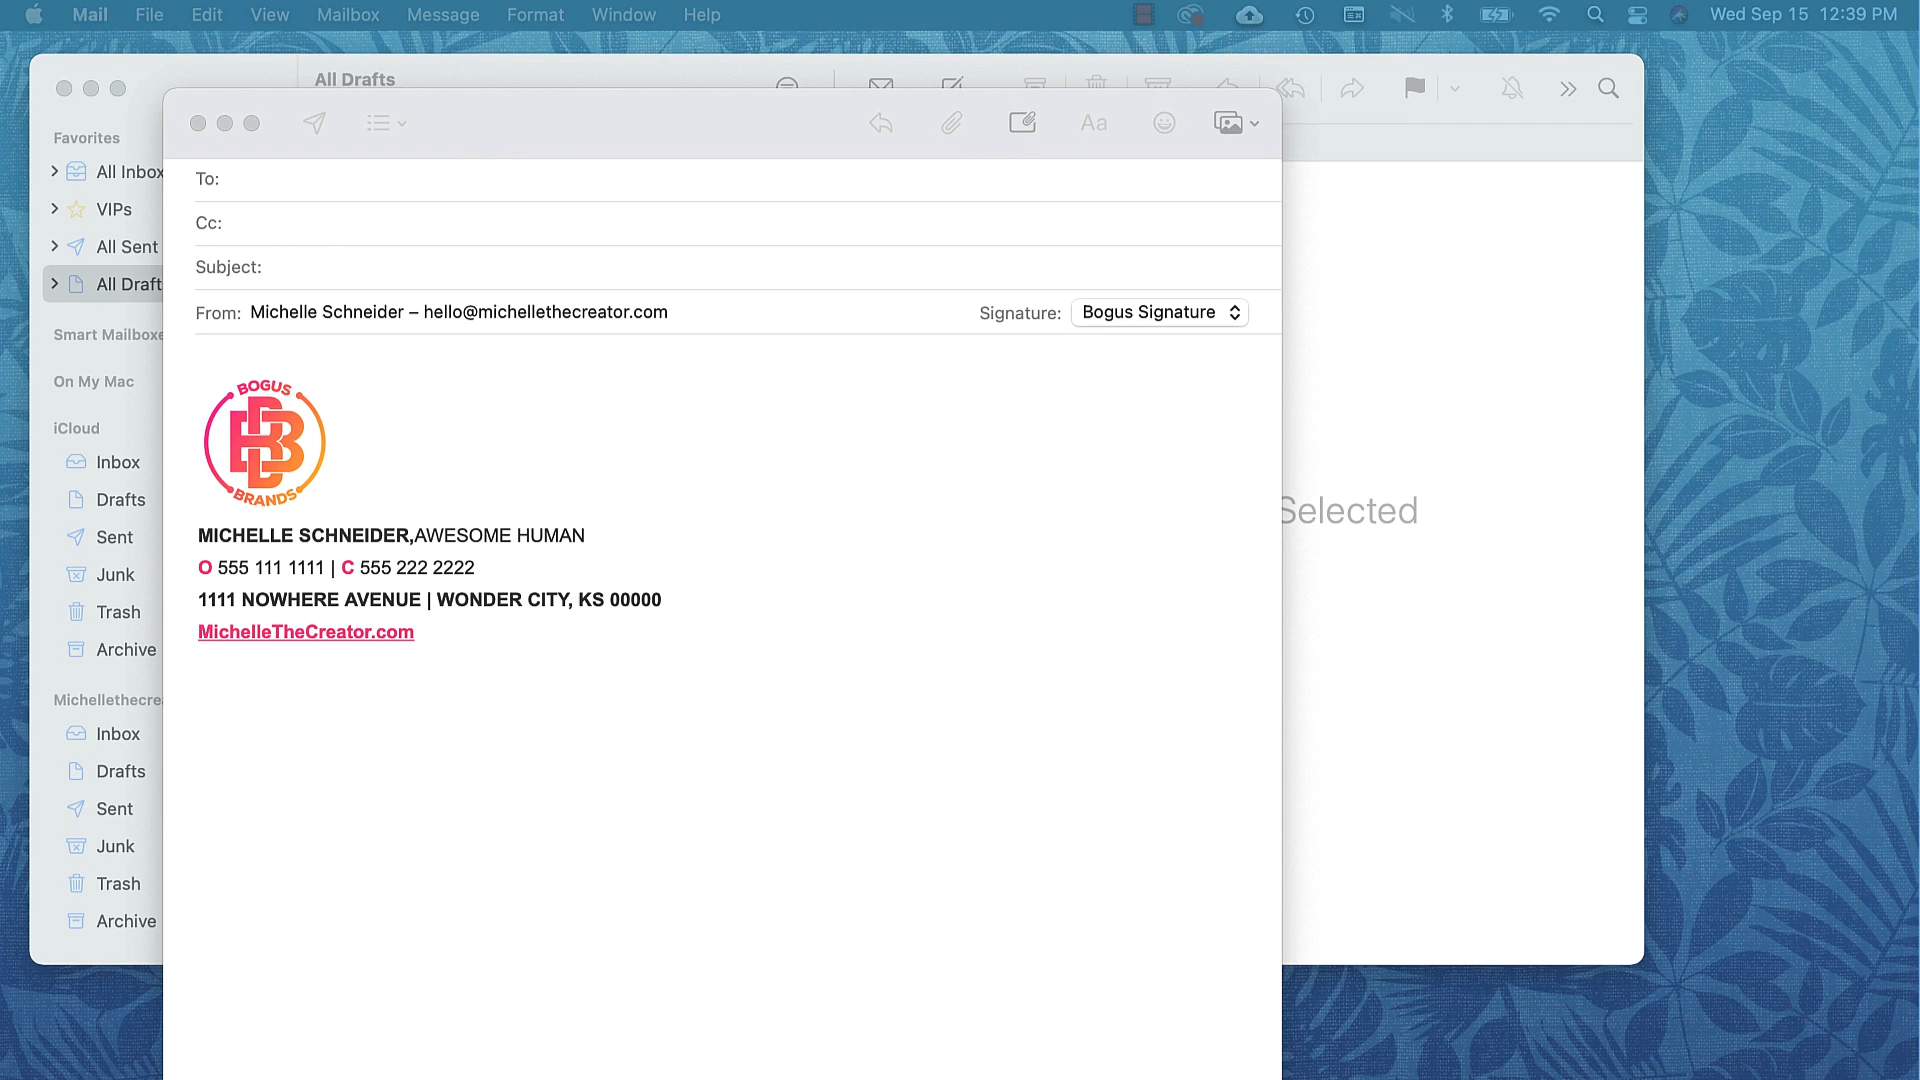 Mail File Edit View Mailbox Message Format Window Help Wed Sep 15 12:39 PM
All Drafts
Favorites
All Inbox
VIPs
All Sent
All Draft
Smart Mailboxe
On My Mac
iCloud
Inbox
Drafts
Sent
Junk
Trash
Archive
Michellethecrea
Inbox
Drafts
Sent
Junk
Trash
Archive
Aa
To:
Cc:
Subject:
From: Michelle Schneider – hello@michellethecreator.com Signature: Bogus Signature
BOGUS
BB
BRANDS
MICHELLE SCHNEIDER,AWESOME HUMAN
O 555 111 1111 | C 555 222 2222
1111 NOWHERE AVENUE | WONDER CITY, KS 00000
MichelleTheCreator.com
Selected